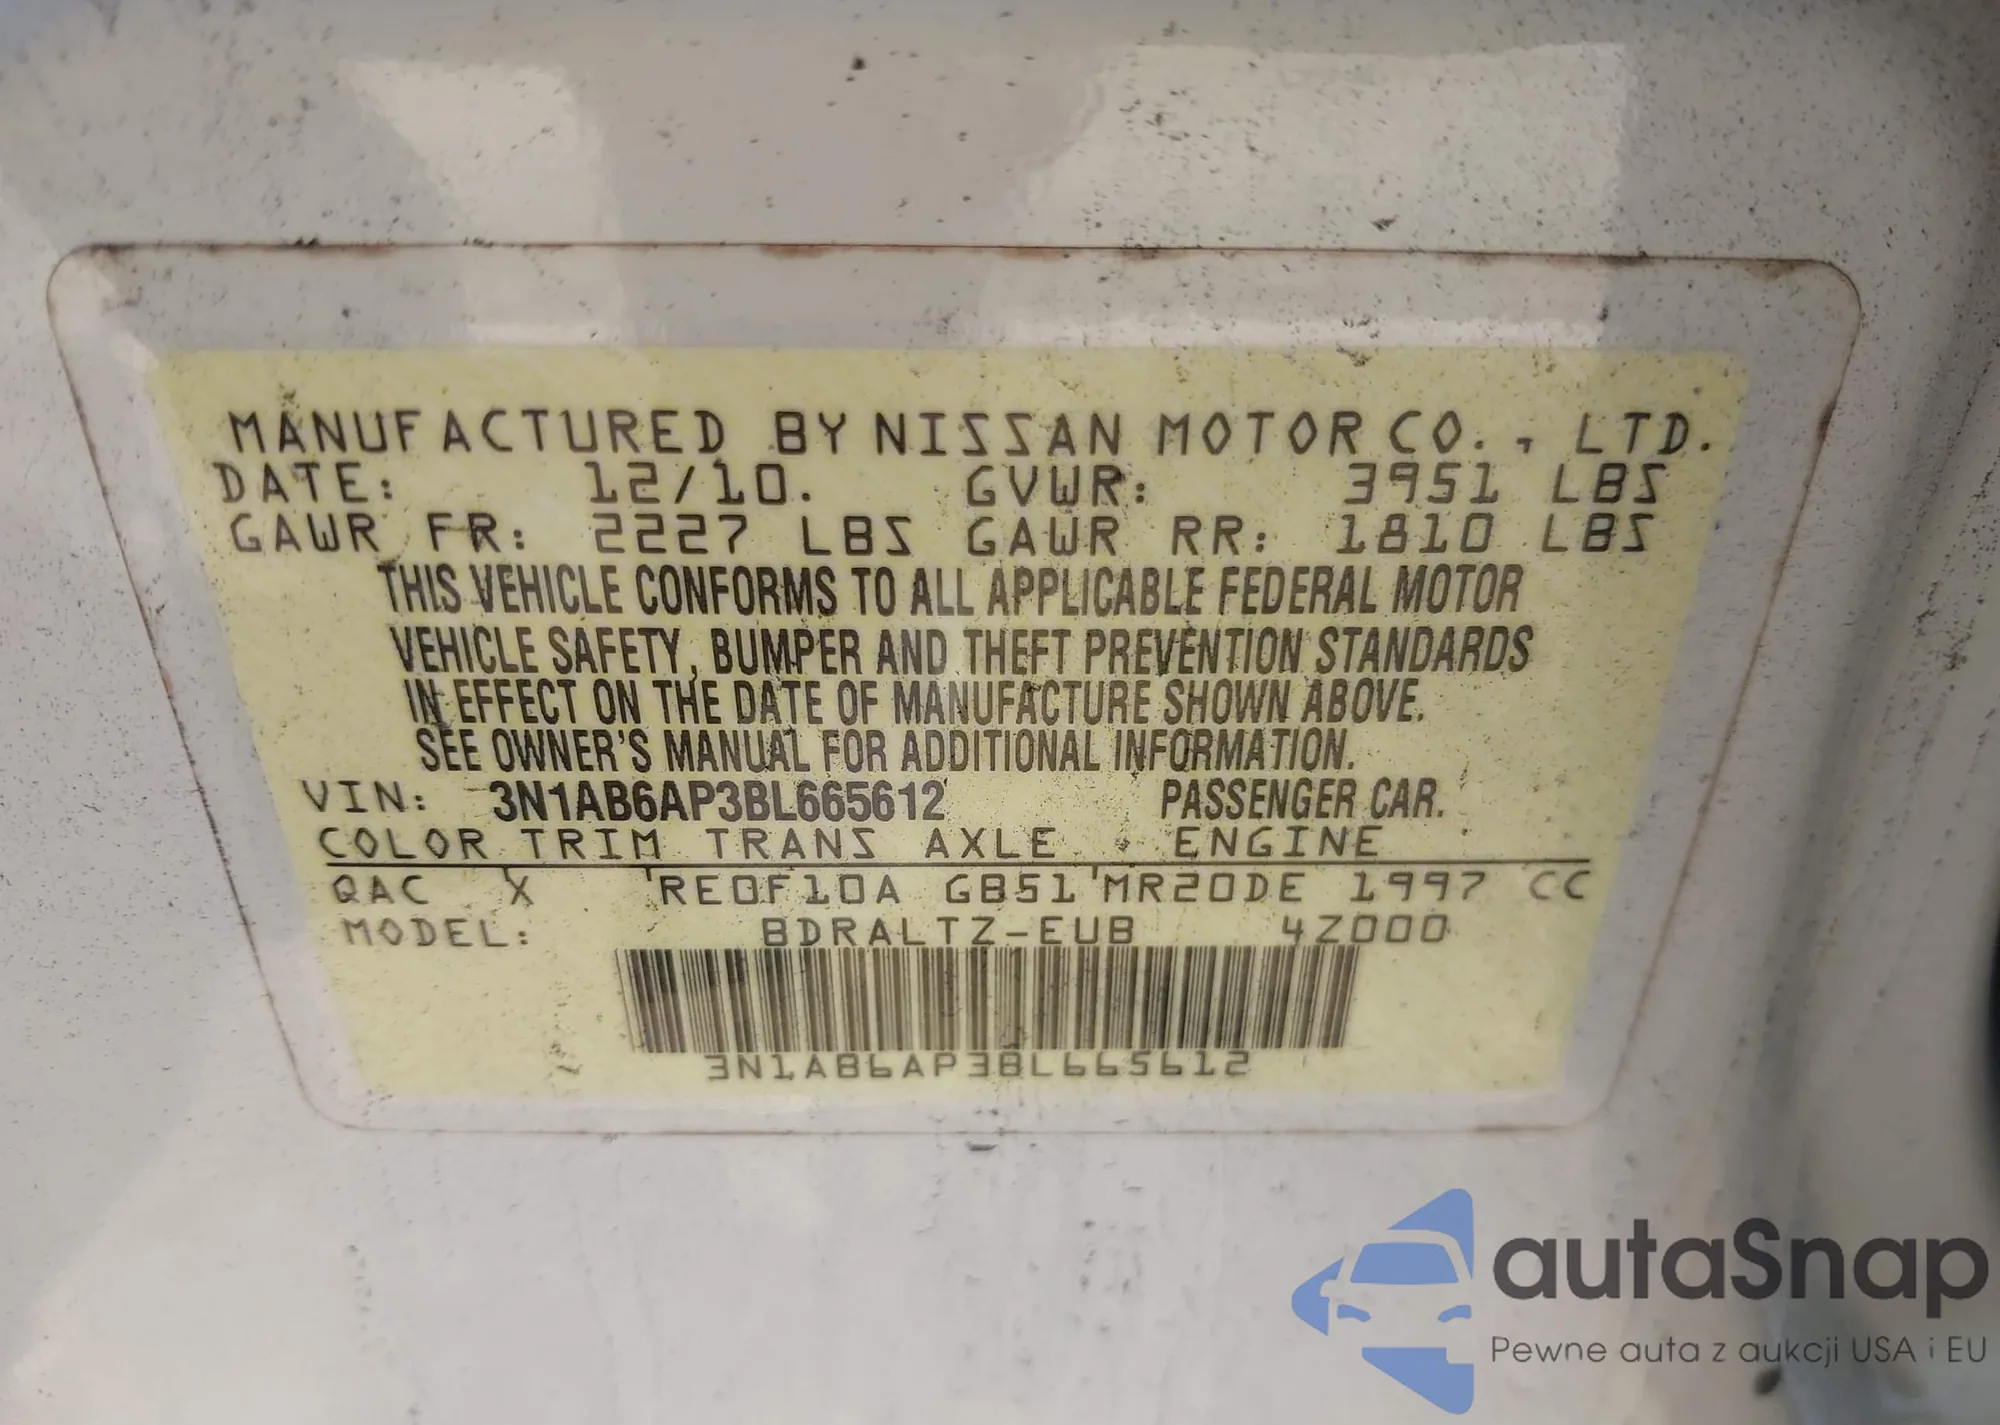 MANUFACTURED BY NISSAN MOTOR CO., LTD.
DATE: 12/10. GVWR: 3951 LBS
GAWR FR: 2227 LBS GAWR RR: 1810 LBS
THIS VEHICLE CONFORMS TO ALL APPLICABLE FEDERAL MOTOR
VEHICLE SAFETY, BUMPER AND THEFT PREVENTION STANDARDS
IN EFFECT ON THE DATE OF MANUFACTURE SHOWN ABOVE.
SEE OWNER'S MANUAL FOR ADDITIONAL INFORMATION.
VIN: 3N1AB6AP3BL665612 PASSENGER CAR.
COLOR TRIM TRANS AXLE ENGINE
QAC X RE0F10A GB51 MR20DE 1997 CC
MODEL: BDRALTZ-EUB 4Z000
3N1AB6AP3BL665612
autaSnap
Pewne auta z aukcji USA i EU